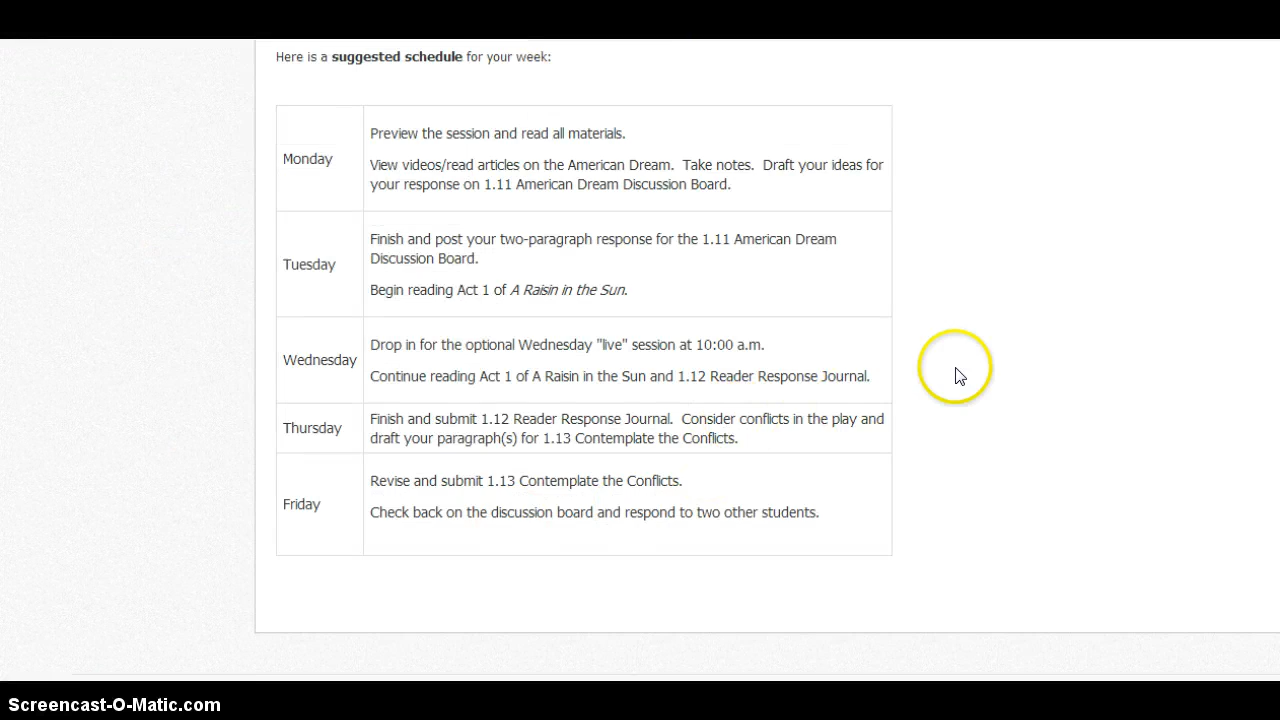 Here is a suggested schedule for your week:
Monday
Preview the session and read all materials.
View videos/read articles on the American Dream.  Take notes.  Draft your ideas for
your response on 1.11 American Dream Discussion Board.
Tuesday
Finish and post your two-paragraph response for the 1.11 American Dream
Discussion Board.
Begin reading Act 1 of A Raisin in the Sun.
Wednesday
Drop in for the optional Wednesday "live" session at 10:00 a.m.
Continue reading Act 1 of A Raisin in the Sun and 1.12 Reader Response Journal.
Thursday
Finish and submit 1.12 Reader Response Journal.  Consider conflicts in the play and
draft your paragraph(s) for 1.13 Contemplate the Conflicts.
Friday
Revise and submit 1.13 Contemplate the Conflicts.
Check back on the discussion board and respond to two other students.
Screencast-O-Matic.com